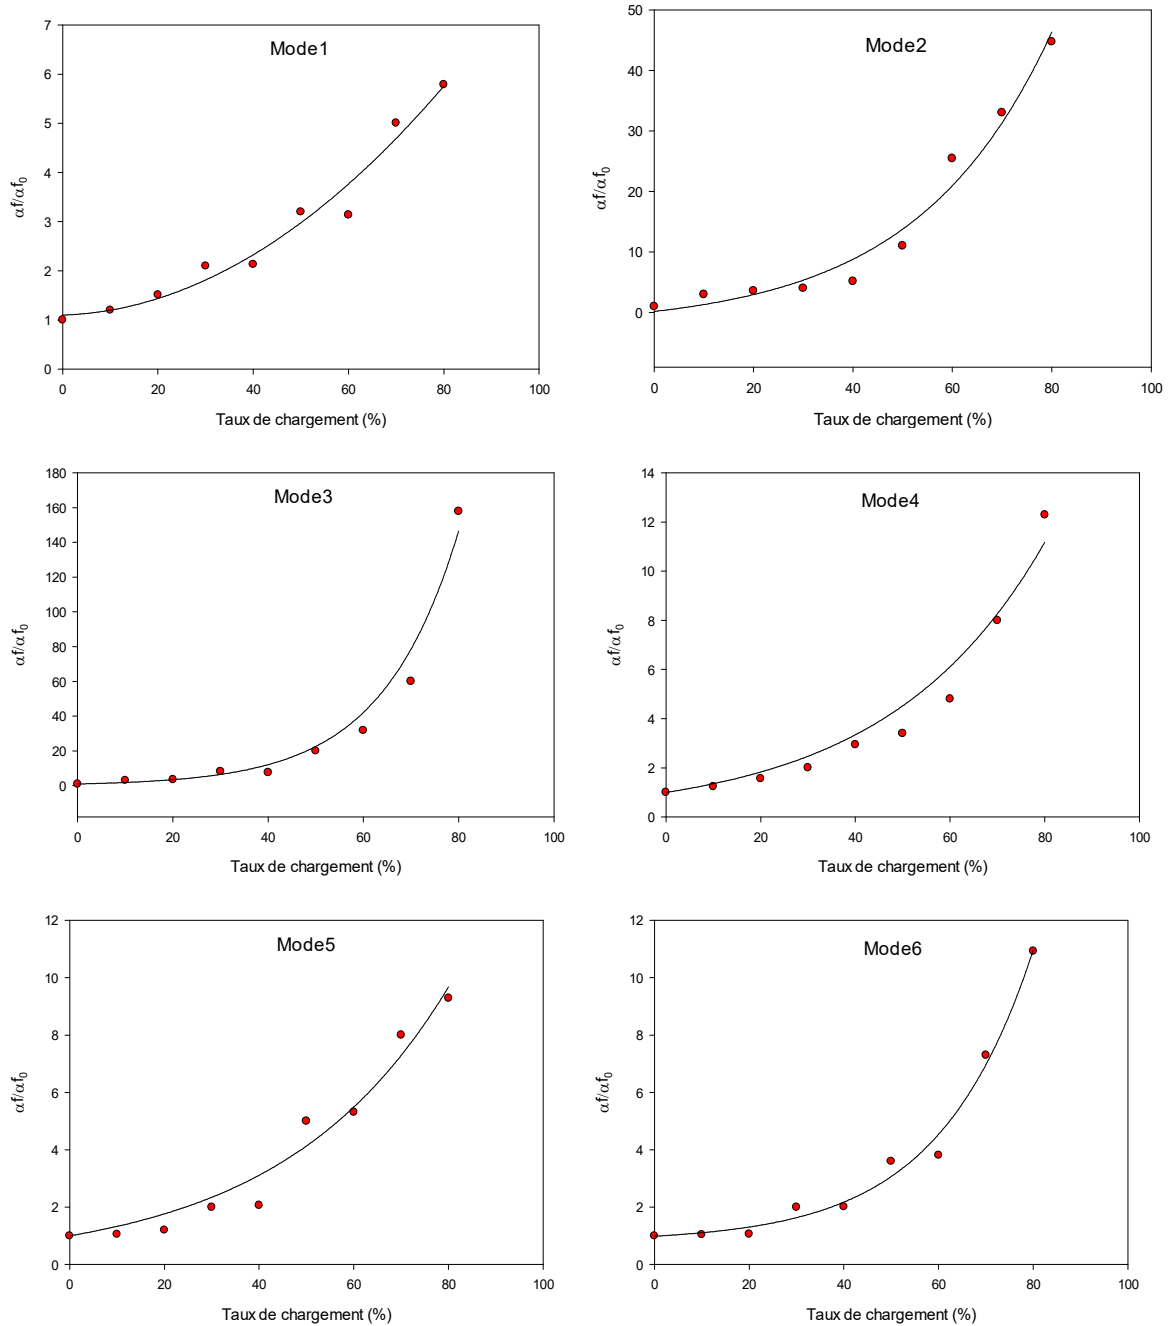 Mode1
7
6
5
4
3
2
1
0
αf/αf0
0 20 40 60 80 100
Taux de chargement (%)
Mode2
50
40
30
20
10
0
αf/αf0
0 20 40 60 80 100
Taux de chargement (%)
Mode3
180
160
140
120
100
80
60
40
20
0
αf/αf0
0 20 40 60 80 100
Taux de chargement (%)
Mode4
14
12
10
8
6
4
2
0
αf/αf0
0 20 40 60 80 100
Taux de chargement (%)
Mode5
12
10
8
6
4
2
0
αf/αf0
0 20 40 60 80 100
Taux de chargement (%)
Mode6
12
10
8
6
4
2
0
αf/αf0
0 20 40 60 80 100
Taux de chargement (%)